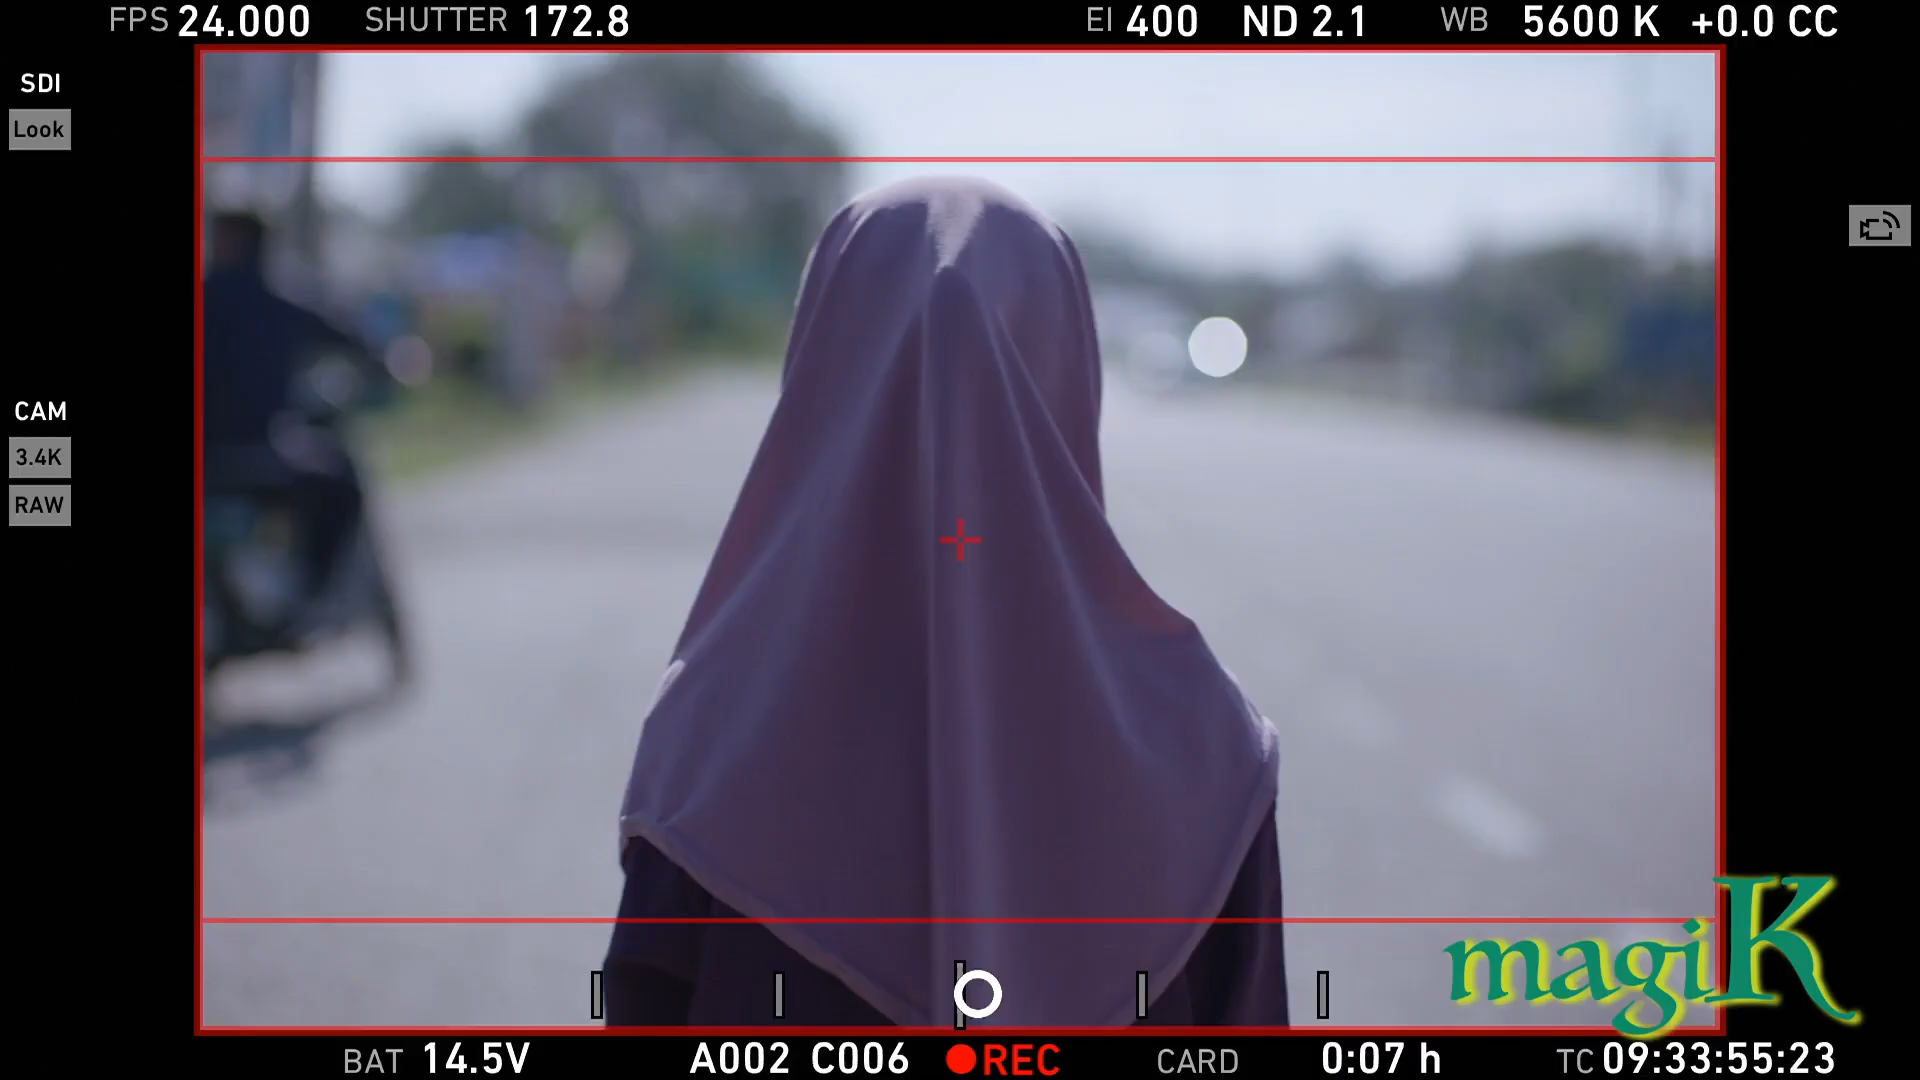 FPS 24.000 SHUTTER 172.8 EI 400 ND 2.1 WB 5600 K +0.0 CC
SDI
Look
CAM
3.4K
RAW
magiK
BAT 14.5V A002 C006 REC CARD 0:07 h TC 09:33:55:23